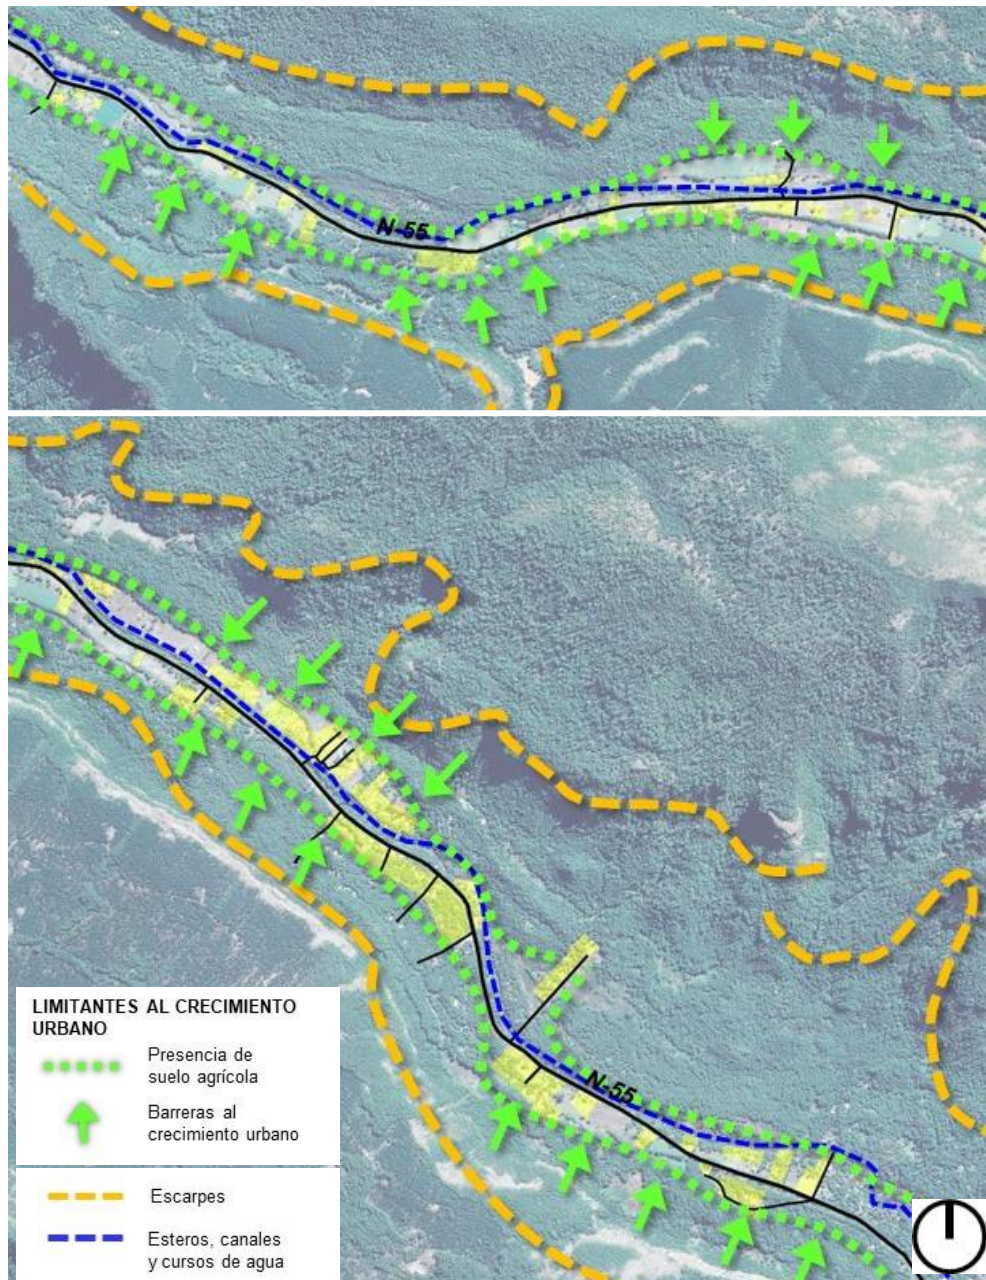 N-55
N-55
LIMITANTES AL CRECIMIENTO
URBANO
Presencia de
suelo agrícola
Barreras al
crecimiento urbano
Escarpes
Esteros, canales
y cursos de agua